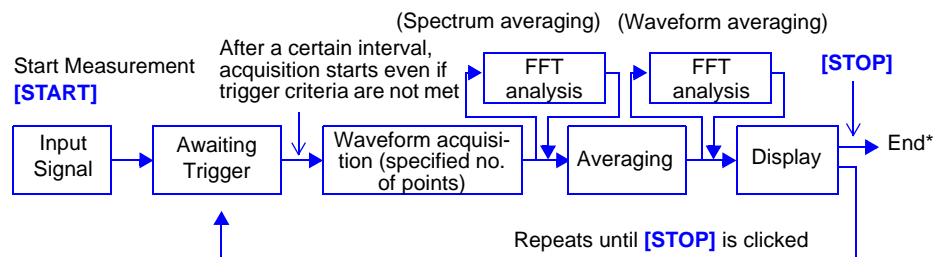 (Spectrum averaging)
(Waveform averaging)
Start Measurement
[START]
After a certain interval,
acquisition starts even if
trigger criteria are not met
FFT
analysis
FFT
analysis
[STOP]
Input
Signal
Awaiting
Trigger
Waveform acquisi-
tion (specified no.
of points)
Averaging
Display
End*
Repeats until [STOP] is clicked